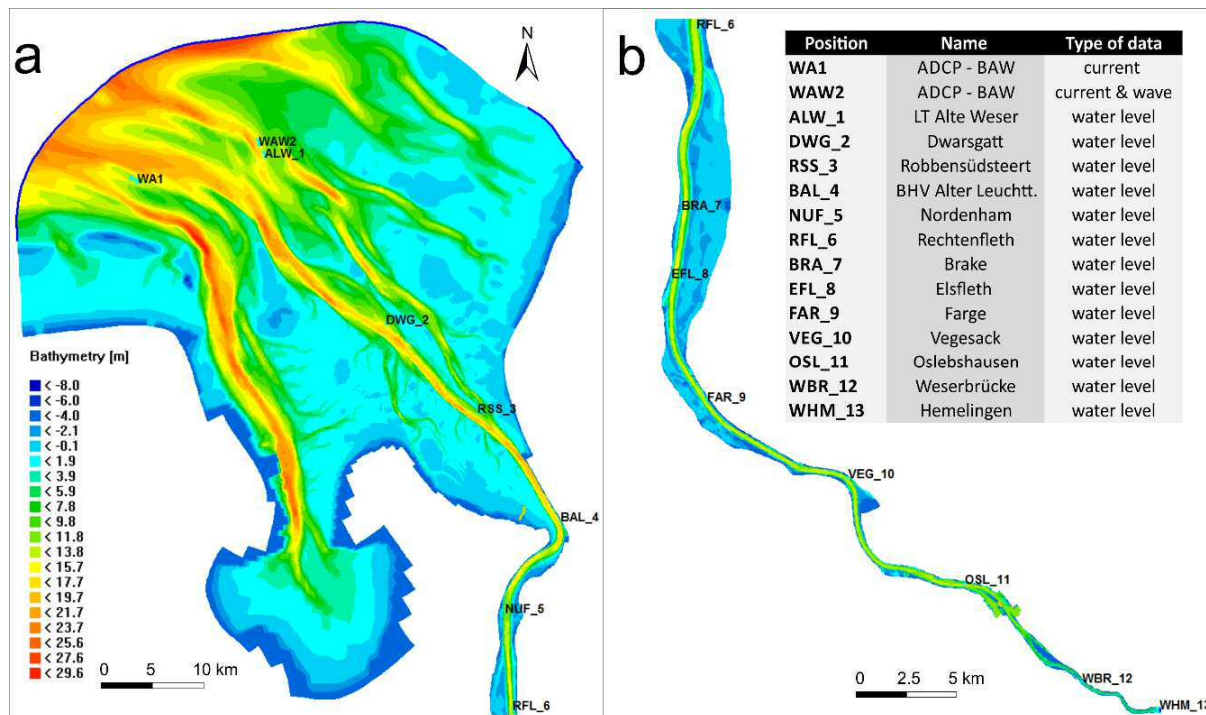 a
N
WAW2
ALW_1
WA1
DWG_2
RSS_3
BAL_4
NUF_5
RFL_6
Bathymetry [m]
< -8.0
< -6.0
< -4.0
< -2.1
< -0.1
< 1.9
< 3.9
< 5.9
< 7.8
< 9.8
< 11.8
< 13.8
< 15.7
< 17.7
< 19.7
< 21.7
< 23.7
< 25.6
< 27.6
< 29.6
0 5 10 km
b
RFL_6
BRA_7
EFL_8
FAR_9
VEG_10
OSL_11
WBR_12
WHM_13
0 2.5 5 km
Position Name Type of data
WA1 ADCP - BAW current
WAW2 ADCP - BAW current & wave
ALW_1 LT Alte Weser water level
DWG_2 Dwarsgatt water level
RSS_3 Robbensüdsteert water level
BAL_4 BHV Alter Leuchtt. water level
NUF_5 Nordenham water level
RFL_6 Rechtenfleth water level
BRA_7 Brake water level
EFL_8 Elsfleth water level
FAR_9 Farge water level
VEG_10 Vegesack water level
OSL_11 Oslebshausen water level
WBR_12 Weserbrücke water level
WHM_13 Hemelingen water level